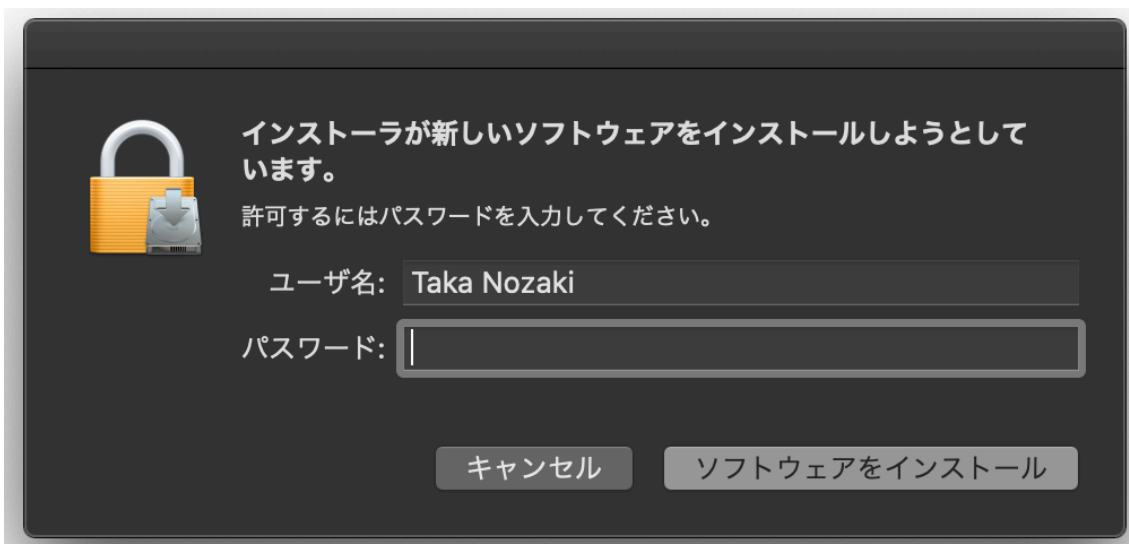 インストーラが新しいソフトウェアをインストールしようとして
います。
許可するにはパスワードを入力してください。
ユーザ名: Taka Nozaki
パスワード:
キャンセル ソフトウェアをインストール